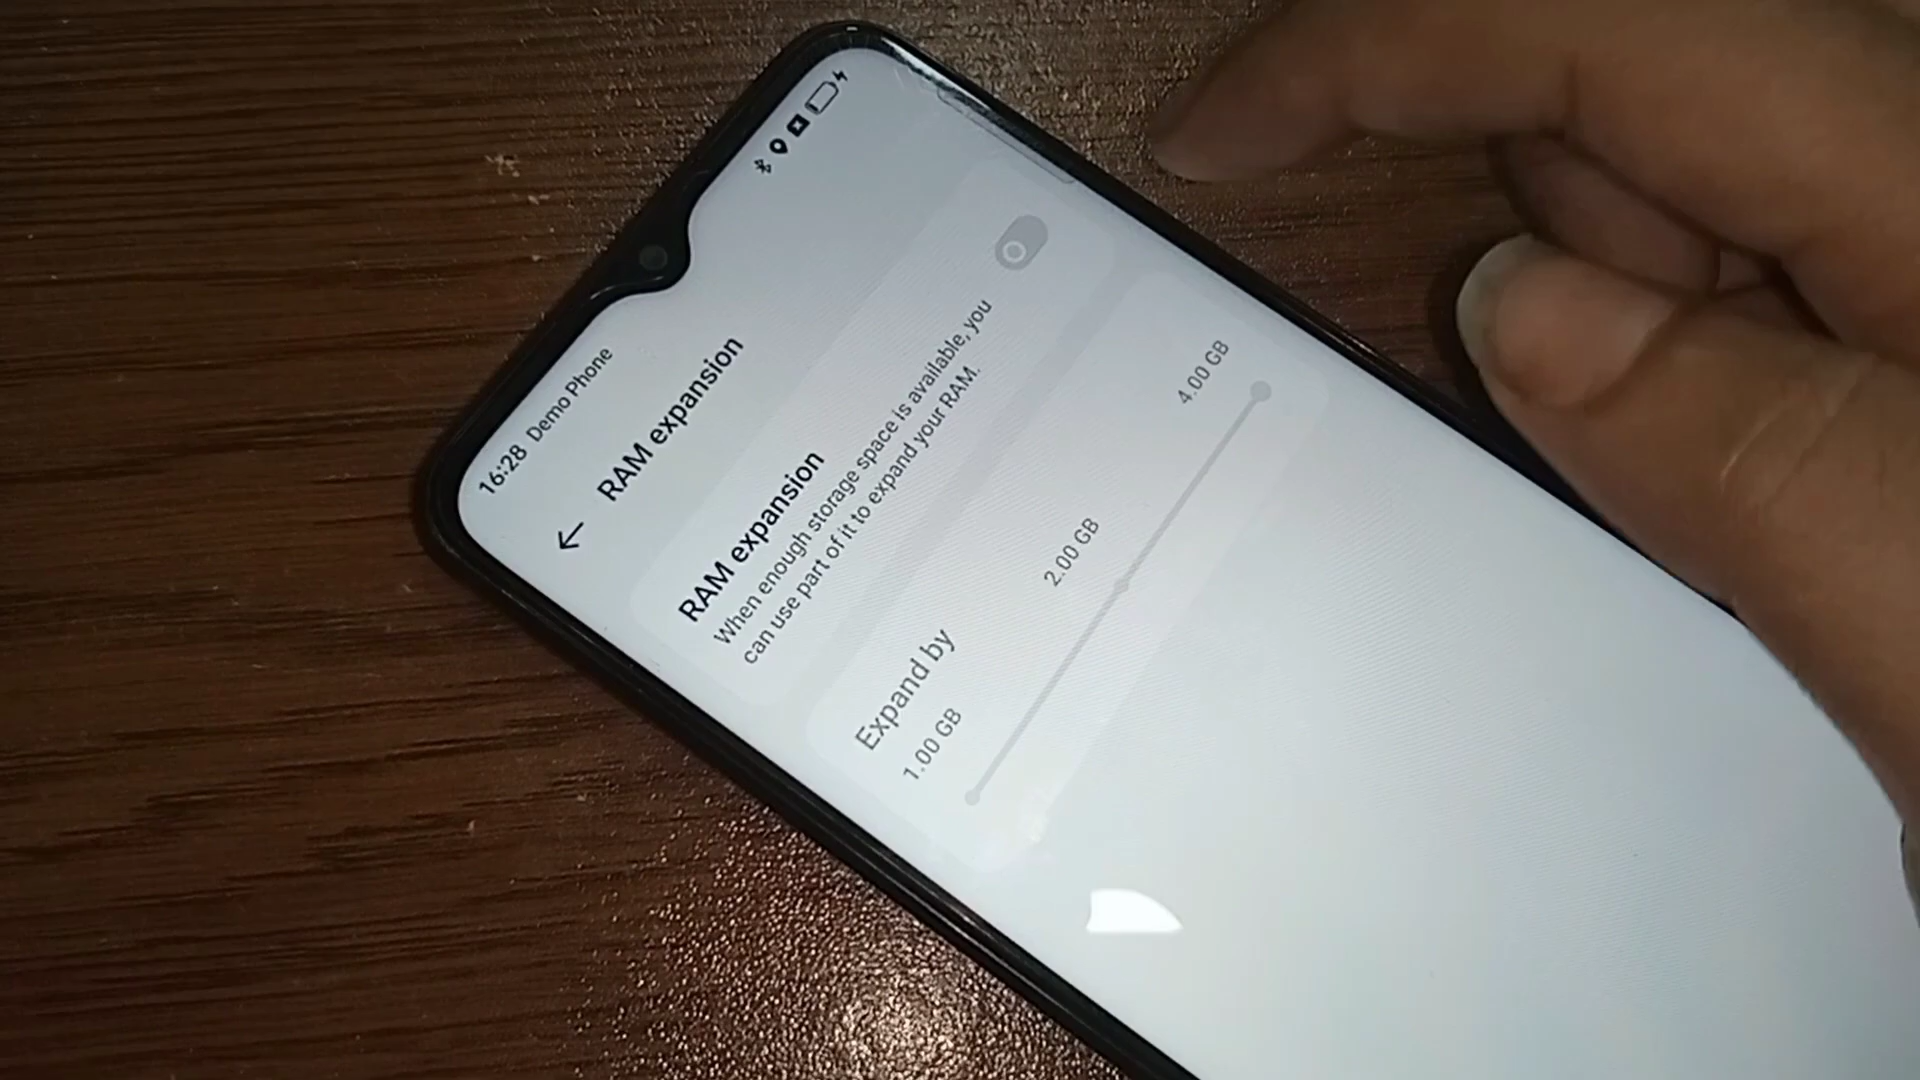 16:28 Demo Phone
RAM expansion
RAM expansion
When enough storage space is available, you
can use part of it to expand your RAM.
Expand by
1.00 GB 2.00 GB 4.00 GB